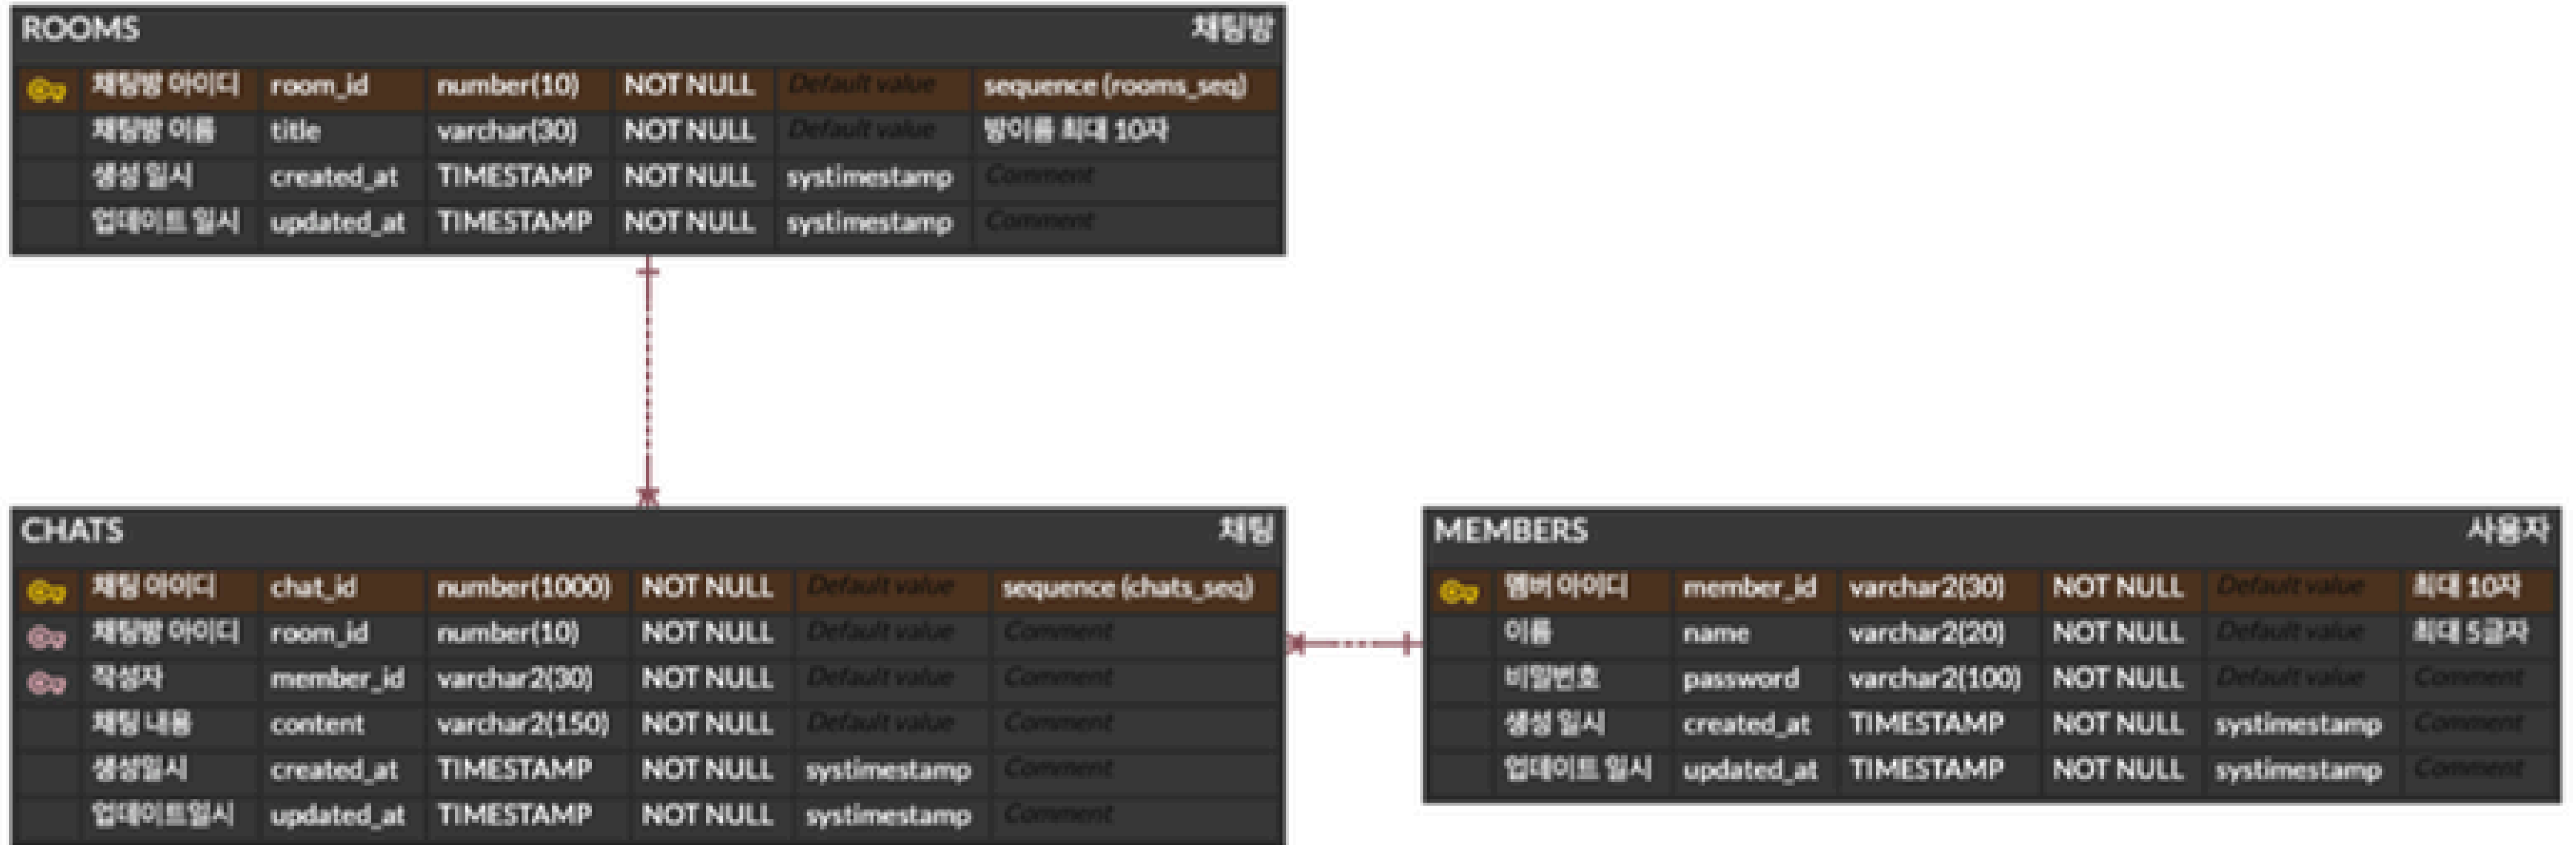 ROOMS 채팅방
채팅방 아이디 room_id number(10) NOT NULL Default value sequence (rooms_seq)
채팅방 이름 title varchar(30) NOT NULL Default value 방이름 최대 10자
생성 일시 created_at TIMESTAMP NOT NULL systimestamp Comment
업데이트 일시 updated_at TIMESTAMP NOT NULL systimestamp Comment
CHATS 채팅
채팅 아이디 chat_id number(1000) NOT NULL Default value sequence (chats_seq)
채팅방 아이디 room_id number(10) NOT NULL Default value Comment
작성자 member_id varchar2(30) NOT NULL Default value Comment
채팅 내용 content varchar2(150) NOT NULL Default value Comment
생성일시 created_at TIMESTAMP NOT NULL systimestamp Comment
업데이트일시 updated_at TIMESTAMP NOT NULL systimestamp Comment
MEMBERS 사용자
멤버 아이디 member_id varchar2(30) NOT NULL Default value 최대 10자
이름 name varchar2(20) NOT NULL Default value 최대 5글자
비밀번호 password varchar2(100) NOT NULL Default value Comment
생성 일시 created_at TIMESTAMP NOT NULL systimestamp Comment
업데이트 일시 updated_at TIMESTAMP NOT NULL systimestamp Comment